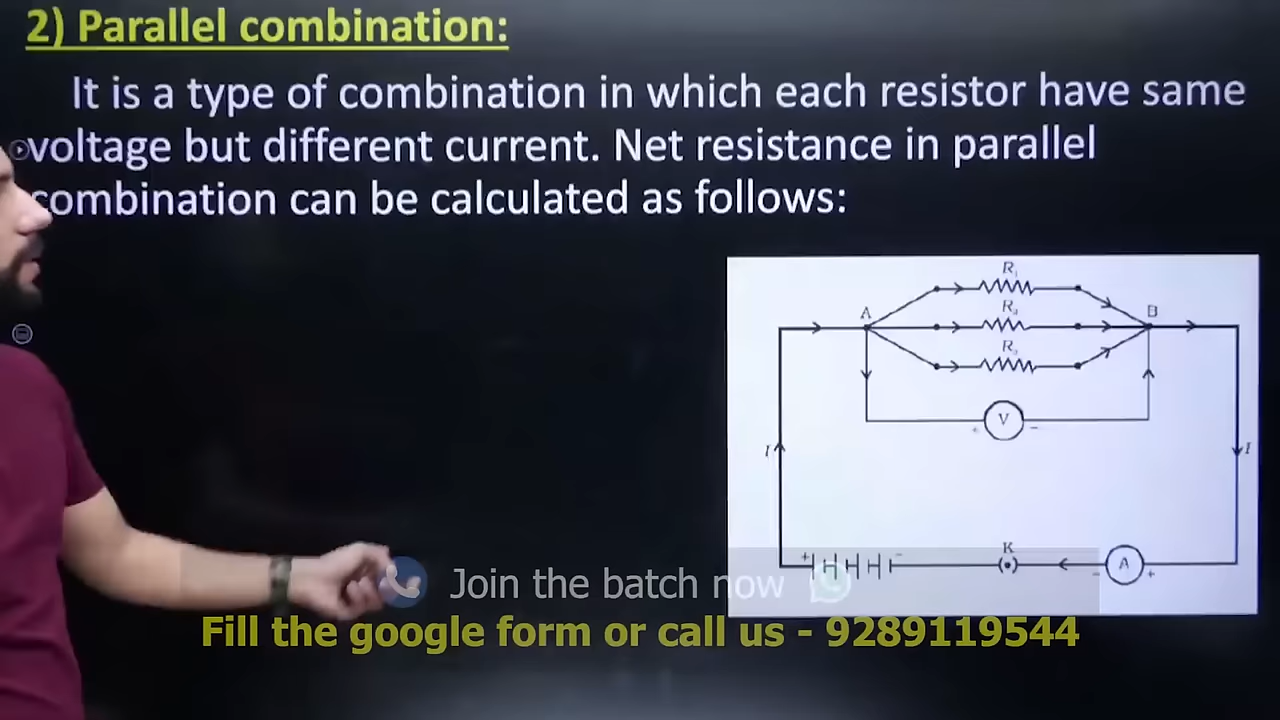 2) Parallel combination:
It is a type of combination in which each resistor have same
voltage but different current. Net resistance in parallel
combination can be calculated as follows:
R₁
A
R₂
B
R₃
+ V −
I
I
K
+ −
− A +
Join the batch now
Fill the google form or call us - 9289119544